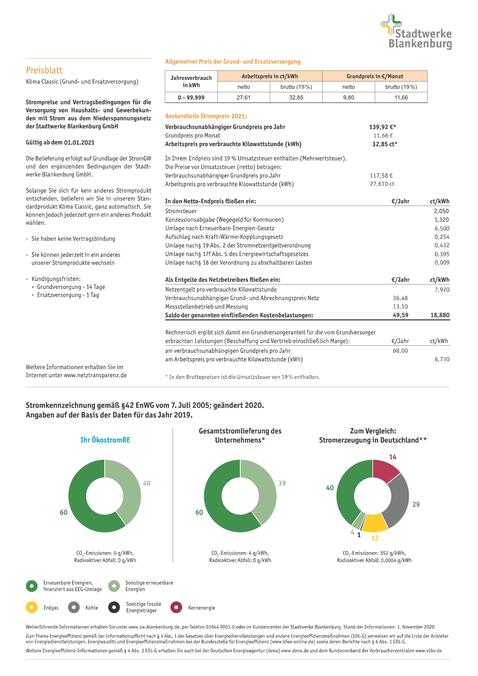 Stadtwerke
Blankenburg
Preisblatt
Klima Classic (Grund- und Ersatzversorgung)
Strompreise und Vertragsbedingungen für die
Versorgung von Haushalts- und Gewerbekun-
den mit Strom aus dem Niederspannungsnetz
der Stadtwerke Blankenburg GmbH
Gültig ab dem 01.01.2021
Die Belieferung erfolgt auf Grundlage der StromGVV
und den ergänzenden Bedingungen der Stadt-
werke Blankenburg GmbH.
Solange Sie sich für kein anderes Stromprodukt
entscheiden, beliefern wir Sie in unserem Stan-
dardprodukt Klima Classic, ganz automatisch. Sie
können jedoch jederzeit gern ein anderes Produkt
wählen.
- Sie haben keine Vertragsbindung
- Sie können jederzeit in ein anderes
unserer Stromprodukte wechseln
- Kündigungsfristen:
• Grundversorgung - 14 Tage
• Ersatzversorgung - 1 Tag
Weitere Informationen erhalten Sie im
Internet unter www.netztransparenz.de
Allgemeiner Preis der Grund- und Ersatzversorgung
Jahresverbrauch in kWh Arbeitspreis in ct/kWh Grundpreis in €/Monat
netto brutto (19%) netto brutto (19%)
0 – 99.999 27,61 32,85 9,80 11,66
Bestandteile Strompreis 2021:
Verbrauchsunabhängiger Grundpreis pro Jahr 139,92 €*
Grundpreis pro Monat 11,66 €
Arbeitspreis pro verbrauchte Kilowattstunde (kWh) 32,85 ct*
In Ihrem Endpreis sind 19 % Umsatzsteuer enthalten (Mehrwertsteuer).
Die Preise vor Umsatzsteuer (netto) betragen:
Verbrauchsunabhängiger Grundpreis pro Jahr 117,58 €
Arbeitspreis pro verbrauchte Kilowattstunde (kWh) 27,610 ct
In den Netto-Endpreis fließen ein: €/Jahr ct/kWh
Stromsteuer 2,050
Konzessionsabgabe (Wegegeld für Kommunen) 1,320
Umlage nach Erneuerbare-Energien-Gesetz 6,500
Aufschlag nach Kraft-Wärme-Kopplungsgesetz 0,254
Umlage nach§ 19 Abs. 2 der Stromnetzentgeltverordnung 0,432
Umlage nach§ 17f Abs. 5 des Energiewirtschaftsgesetzes 0,395
Umlage nach§ 18 der Verordnung zu abschaltbaren Lasten 0,009
Als Entgelte des Netzbetreibers fließen ein: €/Jahr ct/kWh
Netzentgelt pro verbrauchte Kilowattstunde 7,920
Verbrauchsunabhängiger Grund- und Abrechnungspreis Netz 36,48
Messstellenbetrieb und Messung 13,10
Saldo der genannten einfließenden Kostenbelastungen: 49,59 18,880
Rechnerisch ergibt sich damit ein Grundversorgeranteil für die vom Grundversorger
erbrachten Leistungen (Beschaffung und Vertrieb einschließlich Marge): €/Jahr ct/kWh
am verbrauchsunabhängigen Grundpreis pro Jahr 68,00
am Arbeitspreis pro verbrauchte Kilowattstunde (kWh) 8,730
* In den Bruttopreisen ist die Umsatzsteuer von 19% enthalten.
Stromkennzeichnung gemäß §42 EnWG vom 7. Juli 2005; geändert 2020.
Angaben auf der Basis der Daten für das Jahr 2019.
Ihr ÖkostromRE
40
60
CO₂-Emissionen: 0 g/kWh,
Radioaktiver Abfall: 0 g/kWh
Gesamtstromlieferung des
Unternehmens*
39
60
CO₂-Emissionen: 4 g/kWh,
Radioaktiver Abfall: 0 g/kWh
Zum Vergleich:
Stromerzeugung in Deutschland**
14
40
29
4 1 12
CO₂-Emissionen: 352 g/kWh,
Radioaktiver Abfall: 0,0004 g/kWh
Erneuerbare Energien,
finanziert aus EEG-Umlage
Sonstige erneuerbare
Energien
Erdgas
Kohle
Sonstige fossile
Energieträger
Kernenergie
Weiterführende Informationen erhalten Sie unter www.sw-blankenburg.de, per Telefon 03944 9001-0 oder im Kundencenter der Stadtwerke Blankenburg. Stand der Informationen: 1. November 2020
Zum Thema Energieeffizienz gemäß der Informationspflicht nach § 4 Abs. 1 des Gesetzes über Energiedienstleistungen und andere Energieeffizienzmaßnahmen (EDL-G) verweisen wir auf die Liste der Anbieter
von Energiedienstleistungen, Energieaudits und Energieeffizienzmaßnahmen bei der Bundesstelle für Energieeffizienz (www.bfee-online.de) sowie deren Berichte nach § 6 Abs. 1 EDL-G.
Weitere Energieeffizienz-Informationen gemäß § 4 Abs. 2 EDL-G erhalten Sie auch bei der Deutschen Energieagentur (dena) www.dena.de und dem Bundesverband der Verbraucherzentralen www.vzbv.de